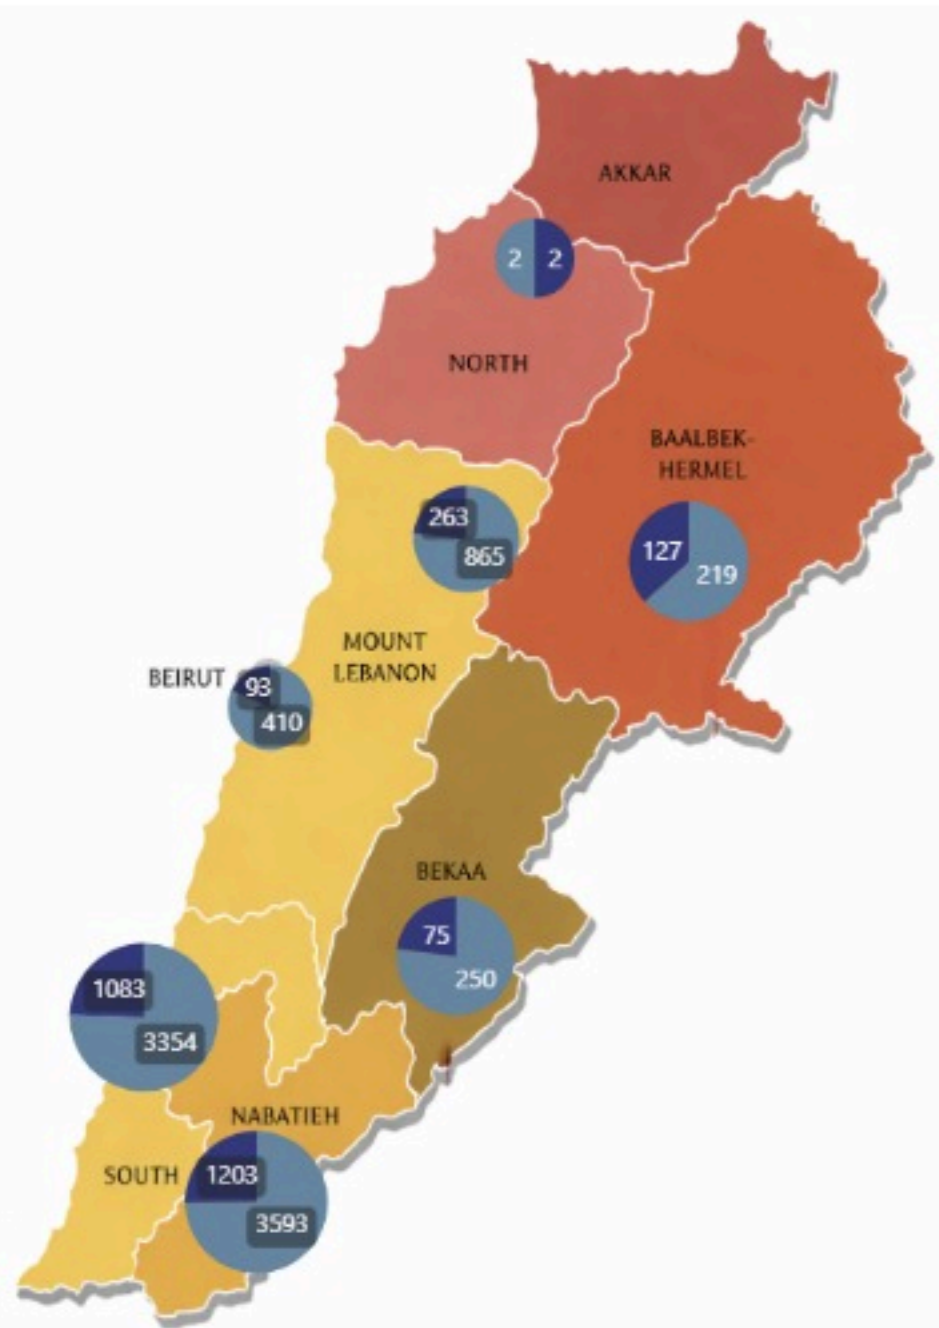 AKKAR
2 2
NORTH
BAALBEK-
HERMEL
263
865
127
219
MOUNT
LEBANON
BEIRUT
93
410
BEKAA
75
250
1083
3354
NABATIEH
SOUTH
1203
3593